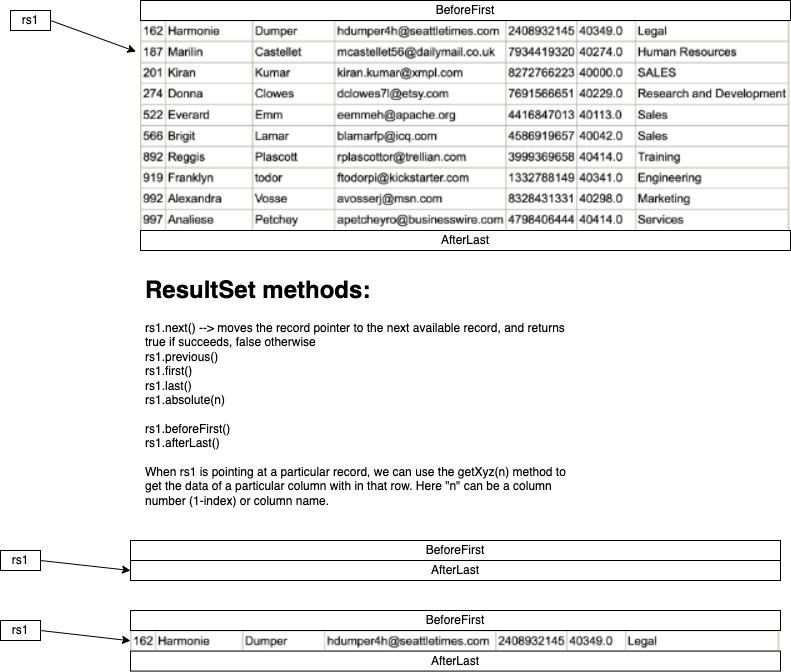 BeforeFirst
rs1
162 Harmonie Dumper hdumper4h@seattletimes.com 2408932145 40349.0 Legal
187 Marilin Castellet mcastellet56@dailymail.co.uk 7934419320 40274.0 Human Resources
201 Kiran Kumar kiran.kumar@xmpl.com 8272766223 40000.0 SALES
274 Donna Clowes dclowes7l@etsy.com 7691566651 40229.0 Research and Development
522 Everard Emm eemmeh@apache.org 4416847013 40113.0 Sales
566 Brigit Lamar blamarfp@icq.com 4586919657 40042.0 Sales
892 Reggis Plascott rplascottor@trellian.com 3999369658 40414.0 Training
919 Franklyn todor ftodorpi@kickstarter.com 1332788149 40341.0 Engineering
992 Alexandra Vosse avosserj@msn.com 8328431331 40298.0 Marketing
997 Analiese Petchey apetcheyro@businesswire.com 4798406444 40414.0 Services
AfterLast
ResultSet methods:
rs1.next() --> moves the record pointer to the next available record, and returns
true if succeeds, false otherwise
rs1.previous()
rs1.first()
rs1.last()
rs1.absolute(n)
rs1.beforeFirst()
rs1.afterLast()
When rs1 is pointing at a particular record, we can use the getXyz(n) method to
get the data of a particular column with in that row. Here "n" can be a column
number (1-index) or column name.
BeforeFirst
rs1
AfterLast
BeforeFirst
rs1
162 Harmonie Dumper hdumper4h@seattletimes.com 2408932145 40349.0 Legal
AfterLast